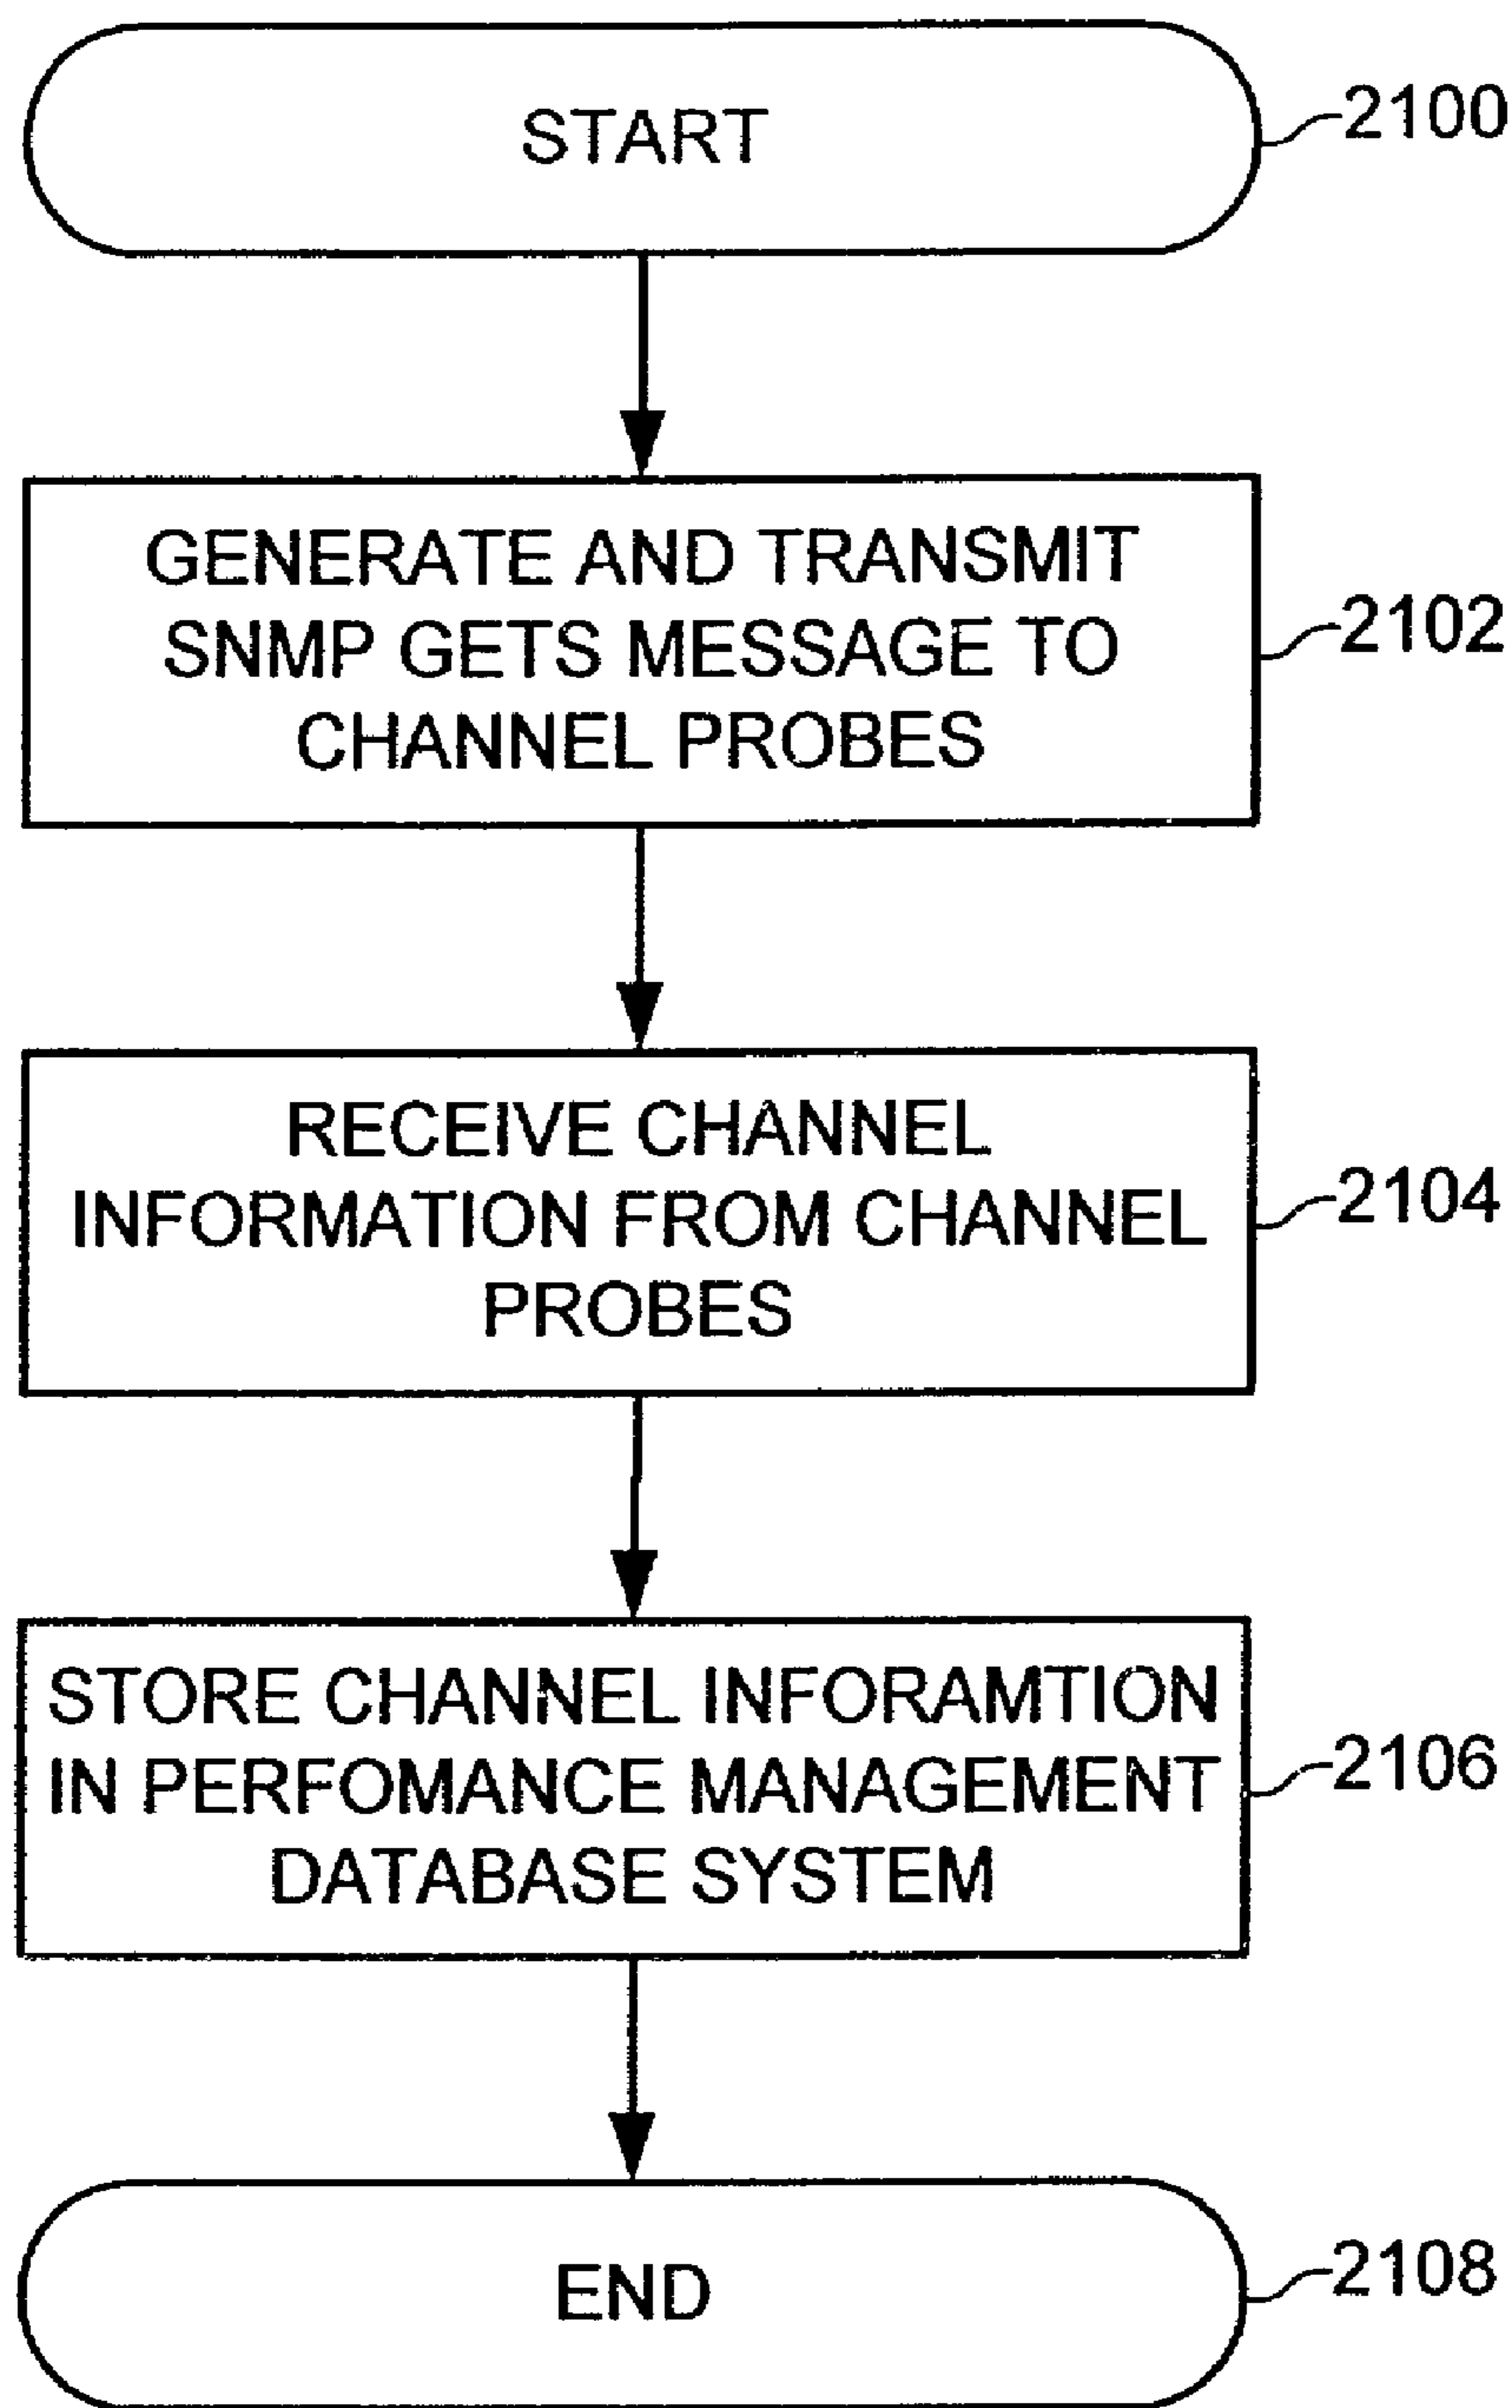 START
2100
GENERATE AND TRANSMIT
SNMP GETS MESSAGE TO
CHANNEL PROBES
2102
RECEIVE CHANNEL
INFORMATION FROM CHANNEL
PROBES
2104
STORE CHANNEL INFORAMTION
IN PERFOMANCE MANAGEMENT
DATABASE SYSTEM
2106
END
2108